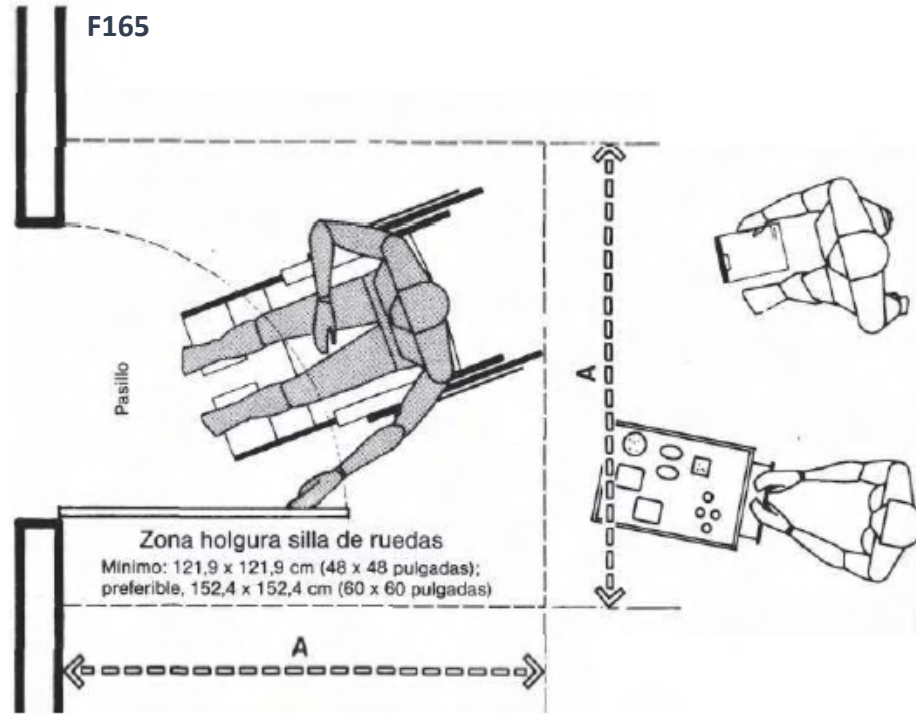 F165
A
Pasillo
Zona holgura silla de ruedas
Mínimo: 121,9 x 121,9 cm (48 x 48 pulgadas);
preferible, 152,4 x 152,4 cm (60 x 60 pulgadas)
A